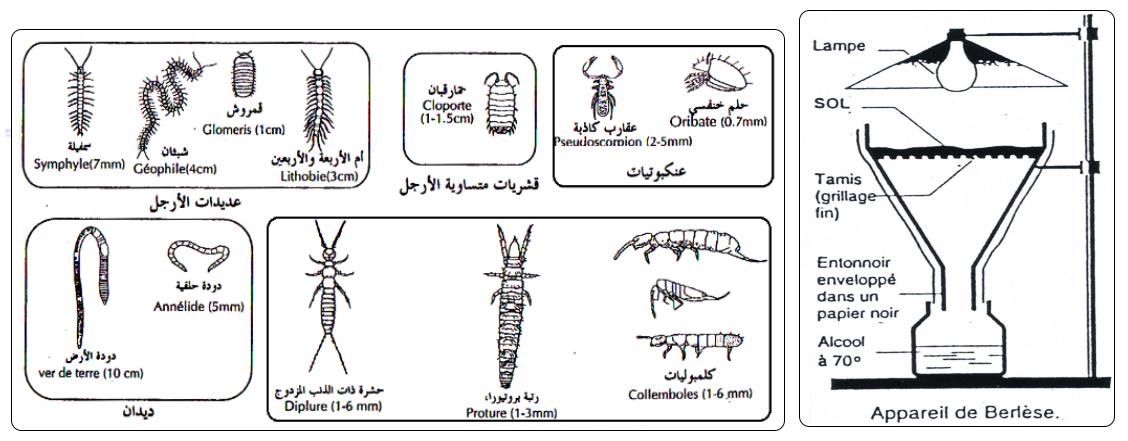 سمفيلة
Symphyle(7mm)
شبثان
Géophile(4cm)
قمروش
Glomeris (1cm)
أم الأربعة والأربعين
Lithobie(3cm)
عديدات الأرجل
حمارقبان
Cloporte
(1-1.5cm)
قشريات متساوية الأرجل
عقارب كاذبة
Pseudoscorpion (2-5mm)
حلم خنفسي
Oribate (0.7mm)
عنكبوتيات
دودة الأرض
ver de terre (10 cm)
دودة حلقية
Annélide (5mm)
ديدان
حشرة ذات الذنب المزدوج
Diplure (1-6 mm)
رتبة بروتيورا،
Proture (1-3mm)
كلمبوليات
Collemboles (1-6 mm)
Lampe
SOL
Tamis
(grillage
fin)
Entonnoir
enveloppé
dans un
papier noir
Alcool
à 70°
Appareil de Berlèse.